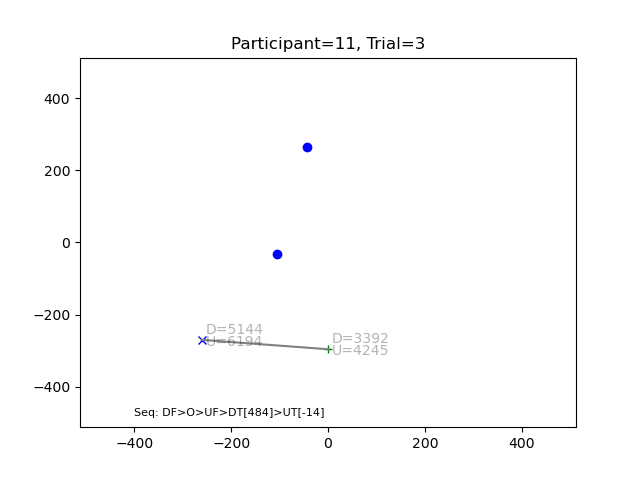 Participant=11, Trial=3
400
200
0
−200
−400
D=5144
U=6194
D=3392
U=4245
Seq: DF>O>UF>DT[484]>UT[-14]
−400
−200
0
200
400